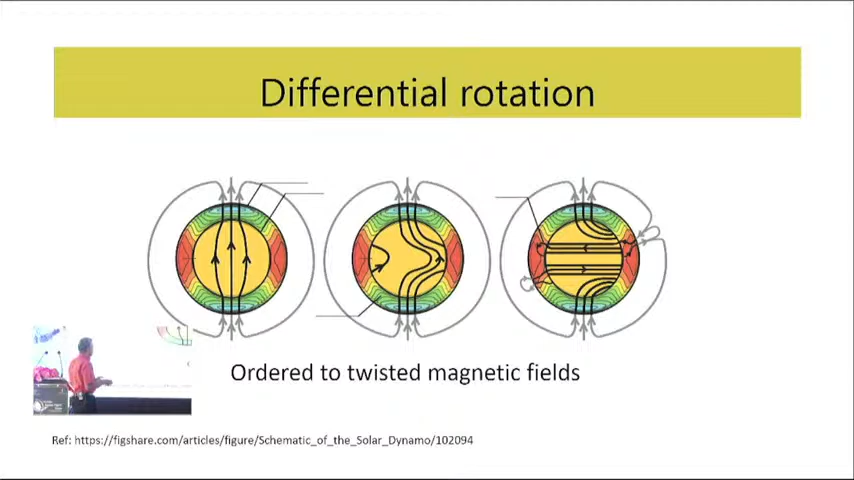 Differential rotation
Ordered to twisted magnetic fields
Ref: https://figshare.com/articles/figure/Schematic_of_the_Solar_Dynamo/102094